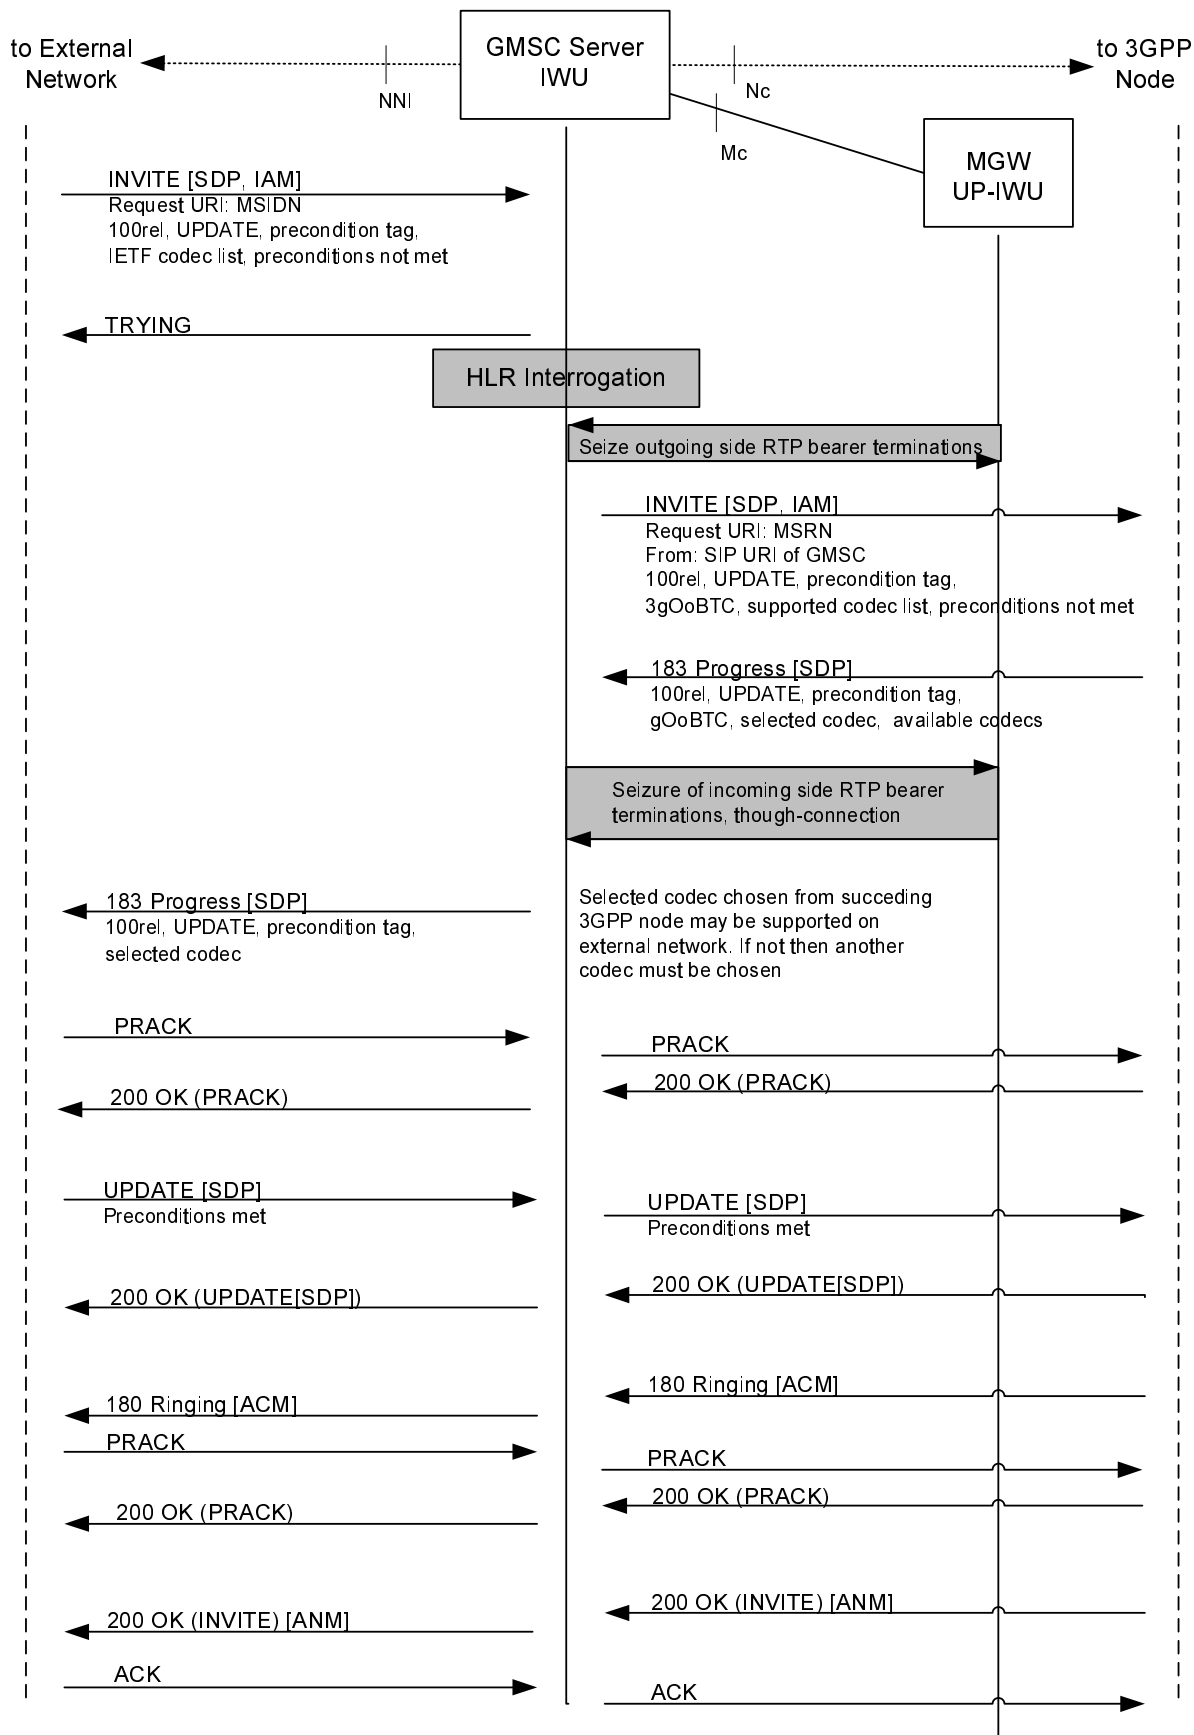 to External
Network
GMSC Server
IWU
to 3GPP
Node
NNI
Nc
Mc
MGW
UP-IWU
INVITE [SDP, IAM]
Request URI: MSIDN
100rel, UPDATE, precondition tag,
IETF codec list, preconditions not met
TRYING
HLR Interrogation
Seize outgoing side RTP bearer terminations
INVITE [SDP, IAM]
Request URI: MSRN
From: SIP URI of GMSC
100rel, UPDATE, precondition tag,
3gOoBTC, supported codec list, preconditions not met
183 Progress [SDP]
100rel, UPDATE, precondition tag,
gOoBTC, selected codec, available codecs
Seizure of incoming side RTP bearer
terminations, though-connection
183 Progress [SDP]
100rel, UPDATE, precondition tag,
selected codec
Selected codec chosen from succeding
3GPP node may be supported on
external network. If not then another
codec must be chosen
PRACK
PRACK
200 OK (PRACK)
200 OK (PRACK)
UPDATE [SDP]
Preconditions met
UPDATE [SDP]
Preconditions met
200 OK (UPDATE[SDP])
200 OK (UPDATE[SDP])
180 Ringing [ACM]
180 Ringing [ACM]
PRACK
PRACK
200 OK (PRACK)
200 OK (PRACK)
200 OK (INVITE) [ANM]
200 OK (INVITE) [ANM]
ACK
ACK